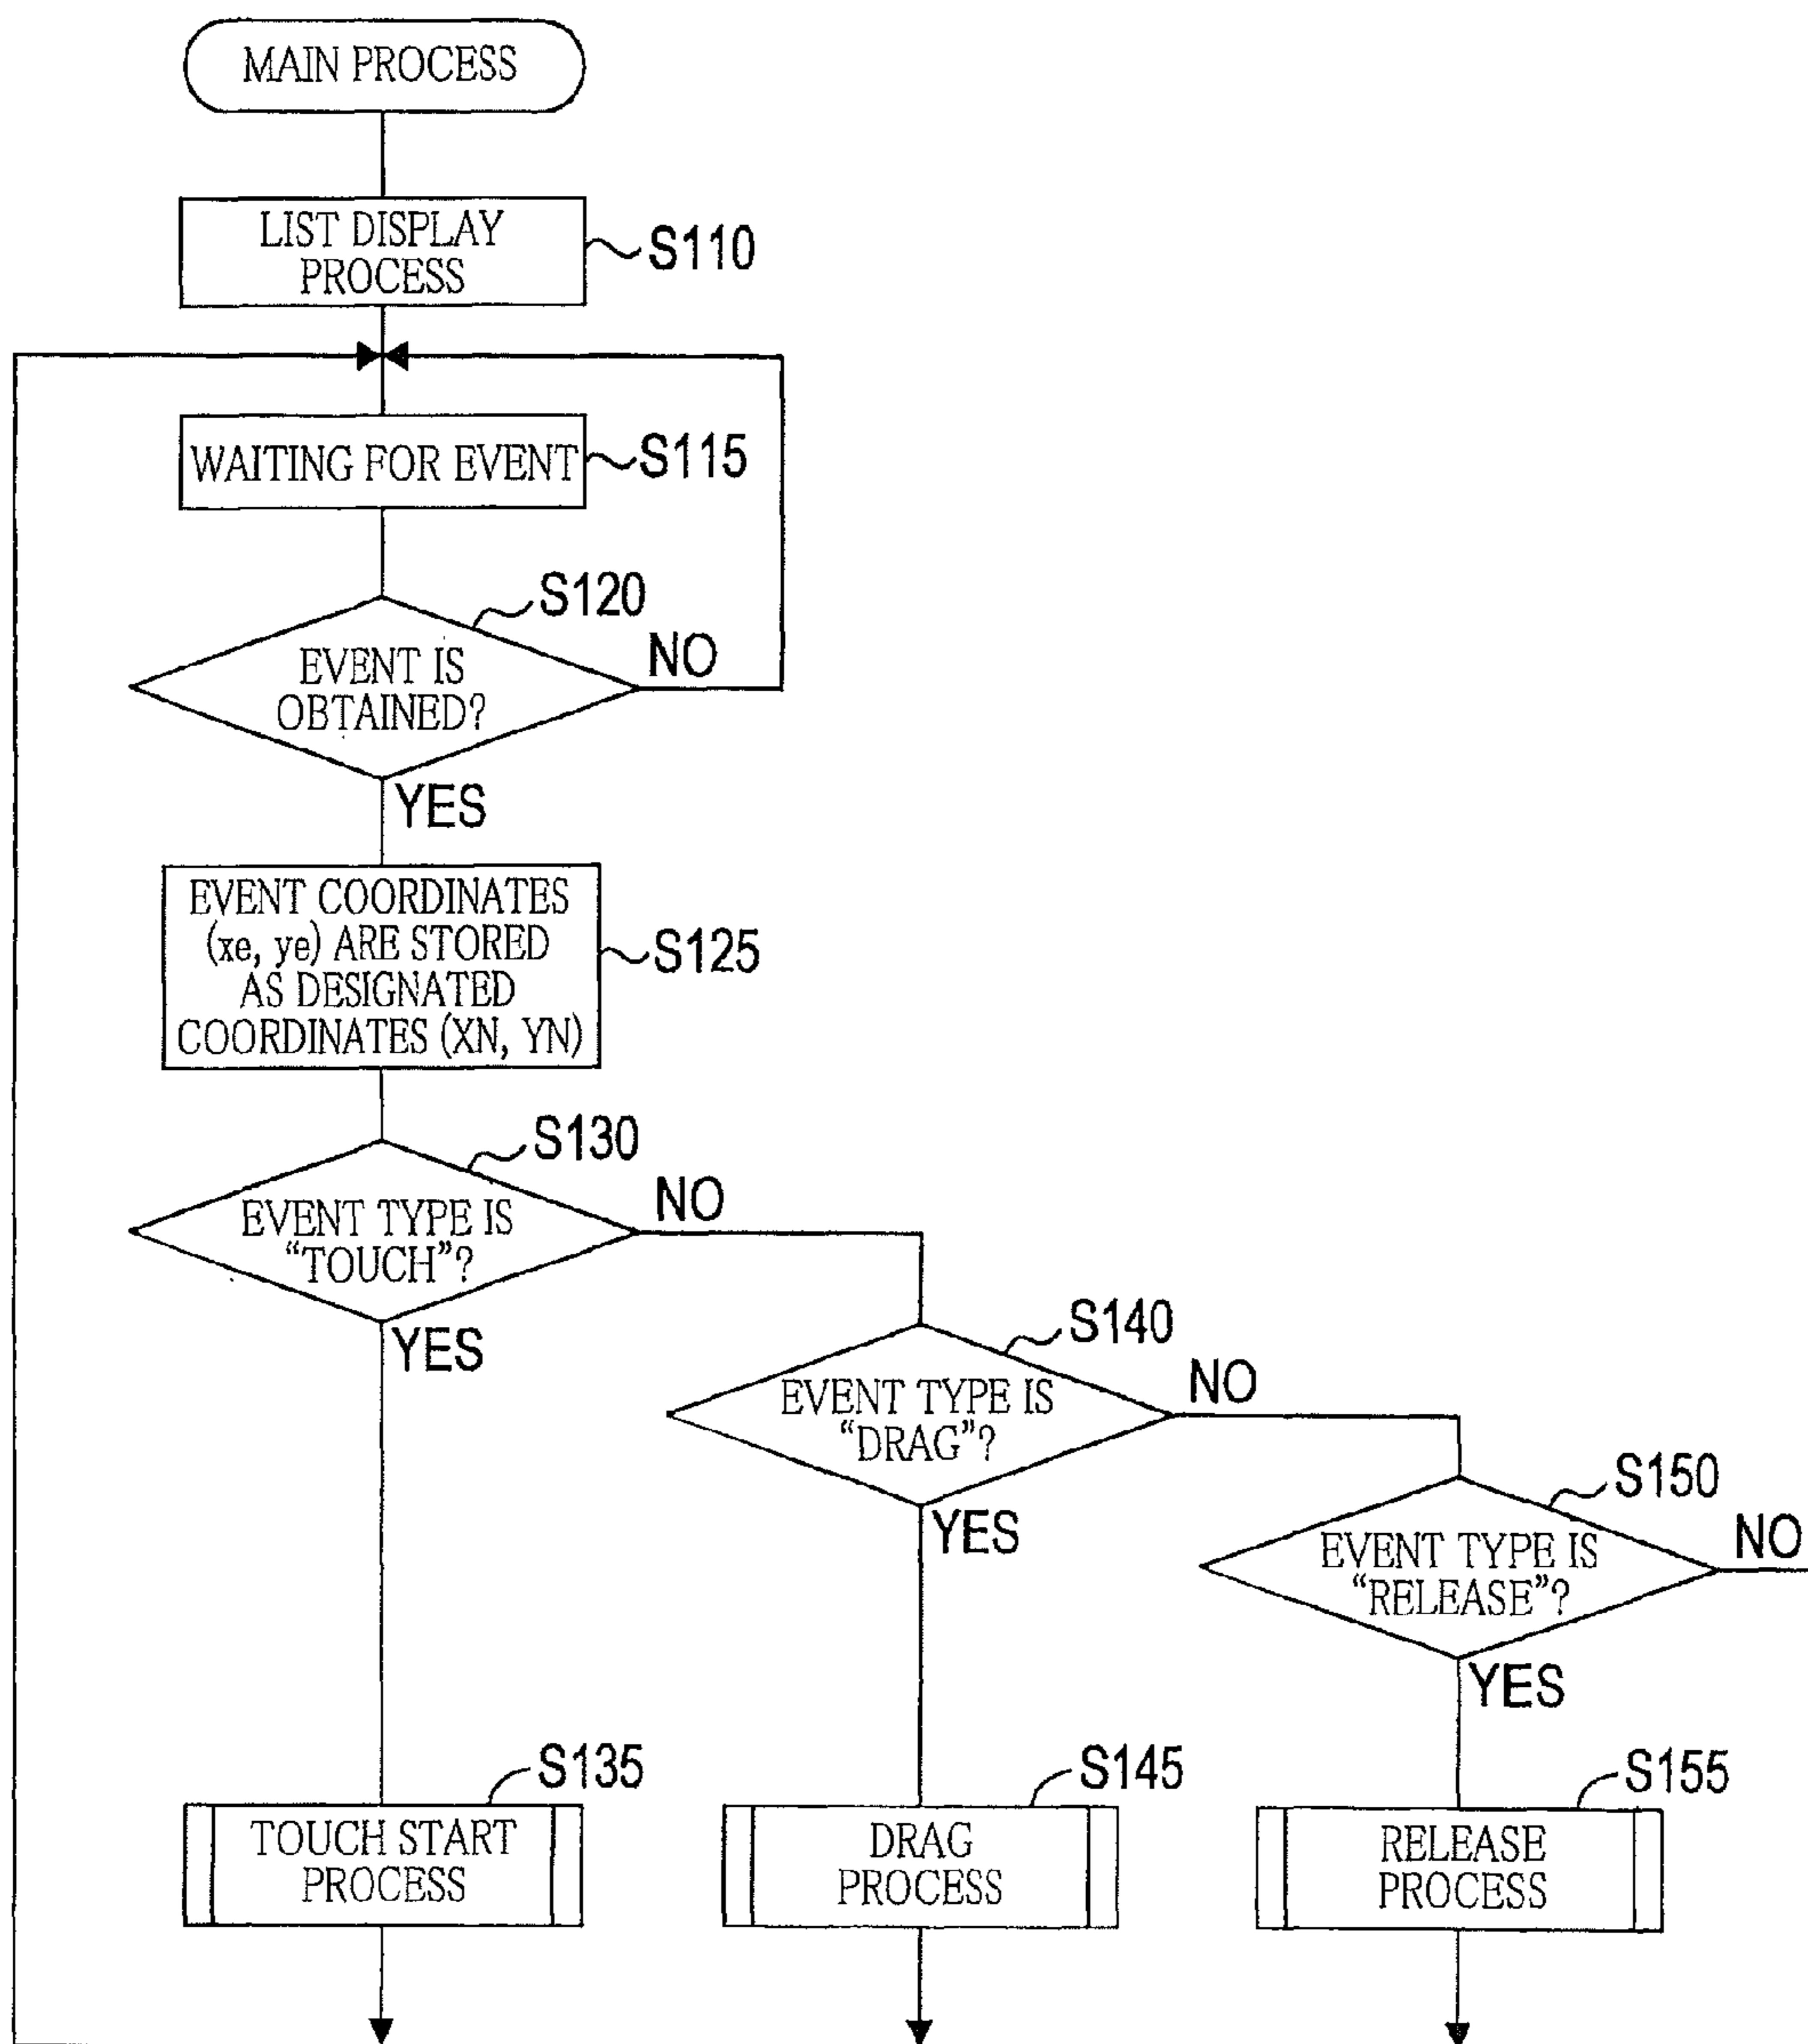 MAIN PROCESS
LIST DISPLAY
PROCESS
S110
WAITING FOR EVENT
S115
S120
EVENT IS
OBTAINED?
NO
YES
EVENT COORDINATES
(xe, ye) ARE STORED
AS DESIGNATED
COORDINATES (XN, YN)
S125
S130
EVENT TYPE IS
“TOUCH”?
NO
YES
S140
EVENT TYPE IS
“DRAG”?
NO
YES
S150
EVENT TYPE IS
“RELEASE”?
NO
YES
S135
TOUCH START
PROCESS
S145
DRAG
PROCESS
S155
RELEASE
PROCESS